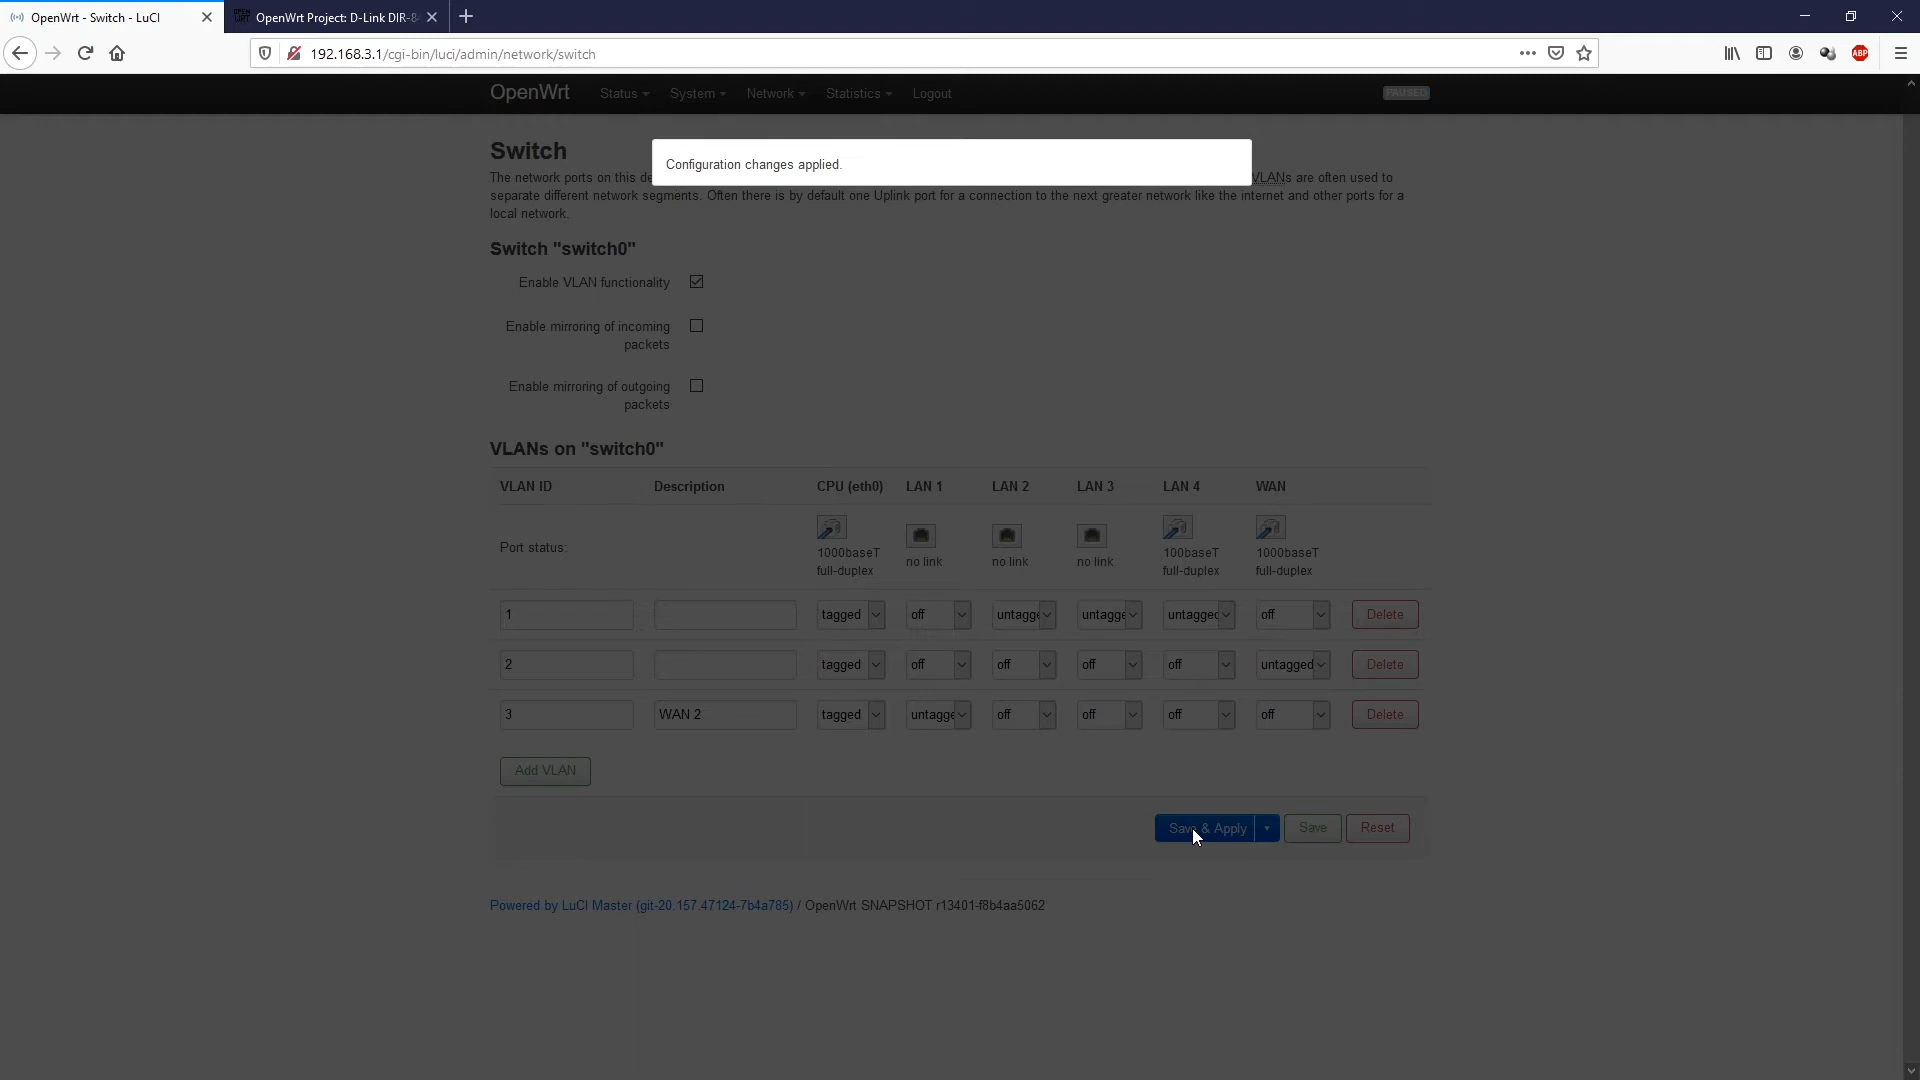 OpenWrt - Switch - LuCI
OpenWrt Project: D-Link DIR-8
192.168.3.1/cgi-bin/luci/admin/network/switch
ABP
OpenWrt Status System Network Statistics Logout PAUSED
Switch
Configuration changes applied.
The network ports on this de VLANs are often used to
separate different network segments. Often there is by default one Uplink port for a connection to the next greater network like the internet and other ports for a
local network.
Switch "switch0"
Enable VLAN functionality
Enable mirroring of incoming
packets
Enable mirroring of outgoing
packets
VLANs on "switch0"
VLAN ID Description CPU (eth0) LAN 1 LAN 2 LAN 3 LAN 4 WAN
Port status:
1000baseT
full-duplex
no link
no link
no link
100baseT
full-duplex
1000baseT
full-duplex
1 tagged off untagge untagge untagged off Delete
2 tagged off off off off untagged Delete
3 WAN 2 tagged untagge off off off off Delete
Add VLAN
Save & Apply Save Reset
Powered by LuCI Master (git-20.157.47124-7b4a785) / OpenWrt SNAPSHOT r13401-f8b4aa5062